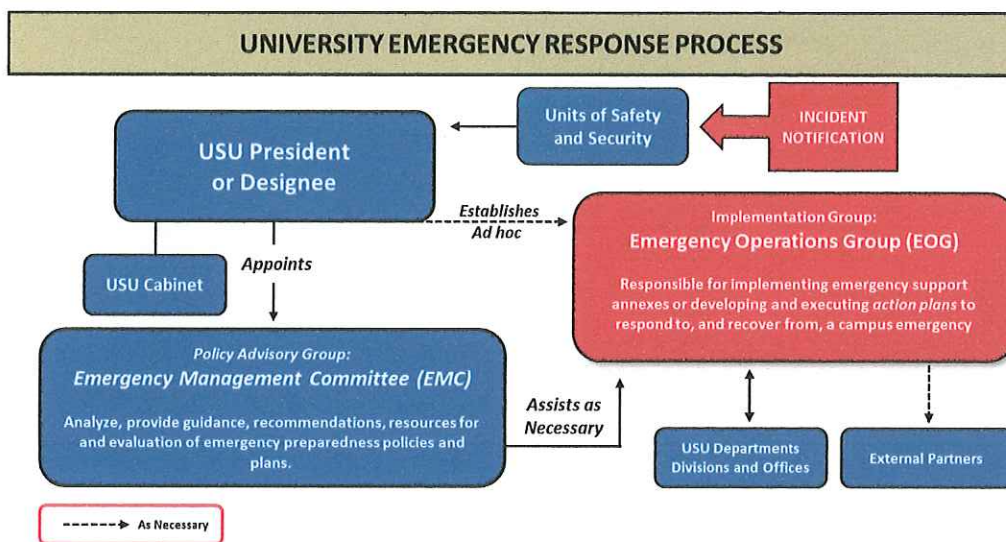 UNIVERSITY EMERGENCY RESPONSE PROCESS
Units of Safety
and Security
INCIDENT
NOTIFICATION
USU President
or Designee
Establishes
Ad hoc
Implementation Group:
Emergency Operations Group (EOG)
Responsible for implementing emergency support
annexes or developing and executing action plans to
respond to, and recover from, a campus emergency
USU Cabinet
Appoints
Policy Advisory Group:
Emergency Management Committee (EMC)
Analyze, provide guidance, recommendations, resources for
and evaluation of emergency preparedness policies and
plans.
Assists as
Necessary
USU Departments
Divisions and Offices
External Partners
As Necessary